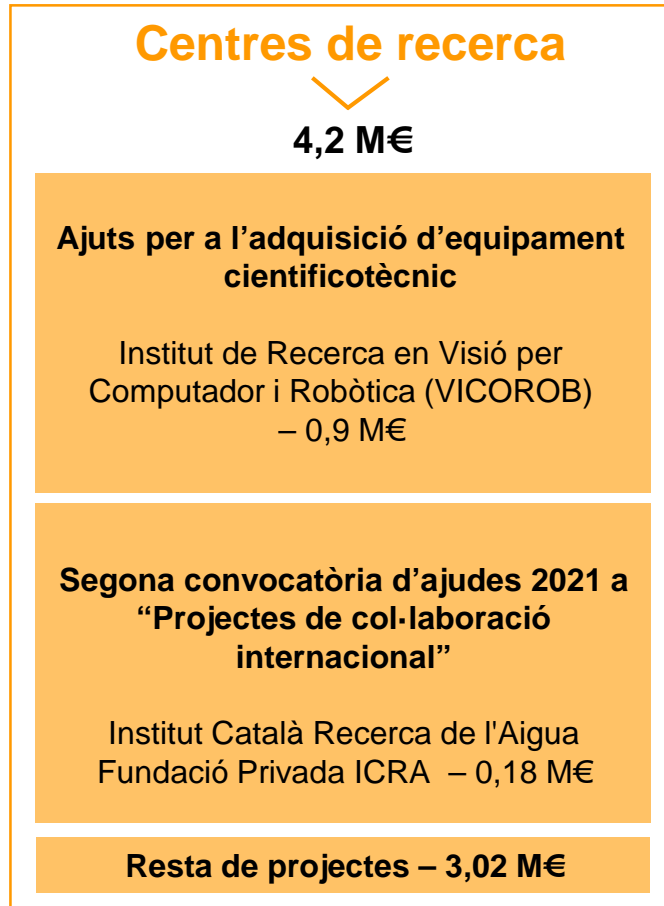 Centres de recerca
4,2 M€
Ajuts per a l’adquisició d’equipament
cientificotècnic
Institut de Recerca en Visió per
Computador i Robòtica (VICOROB)
– 0,9 M€
Segona convocatòria d’ajudes 2021 a
“Projectes de col·laboració
internacional”
Institut Català Recerca de l'Aigua
Fundació Privada ICRA – 0,18 M€
Resta de projectes – 3,02 M€